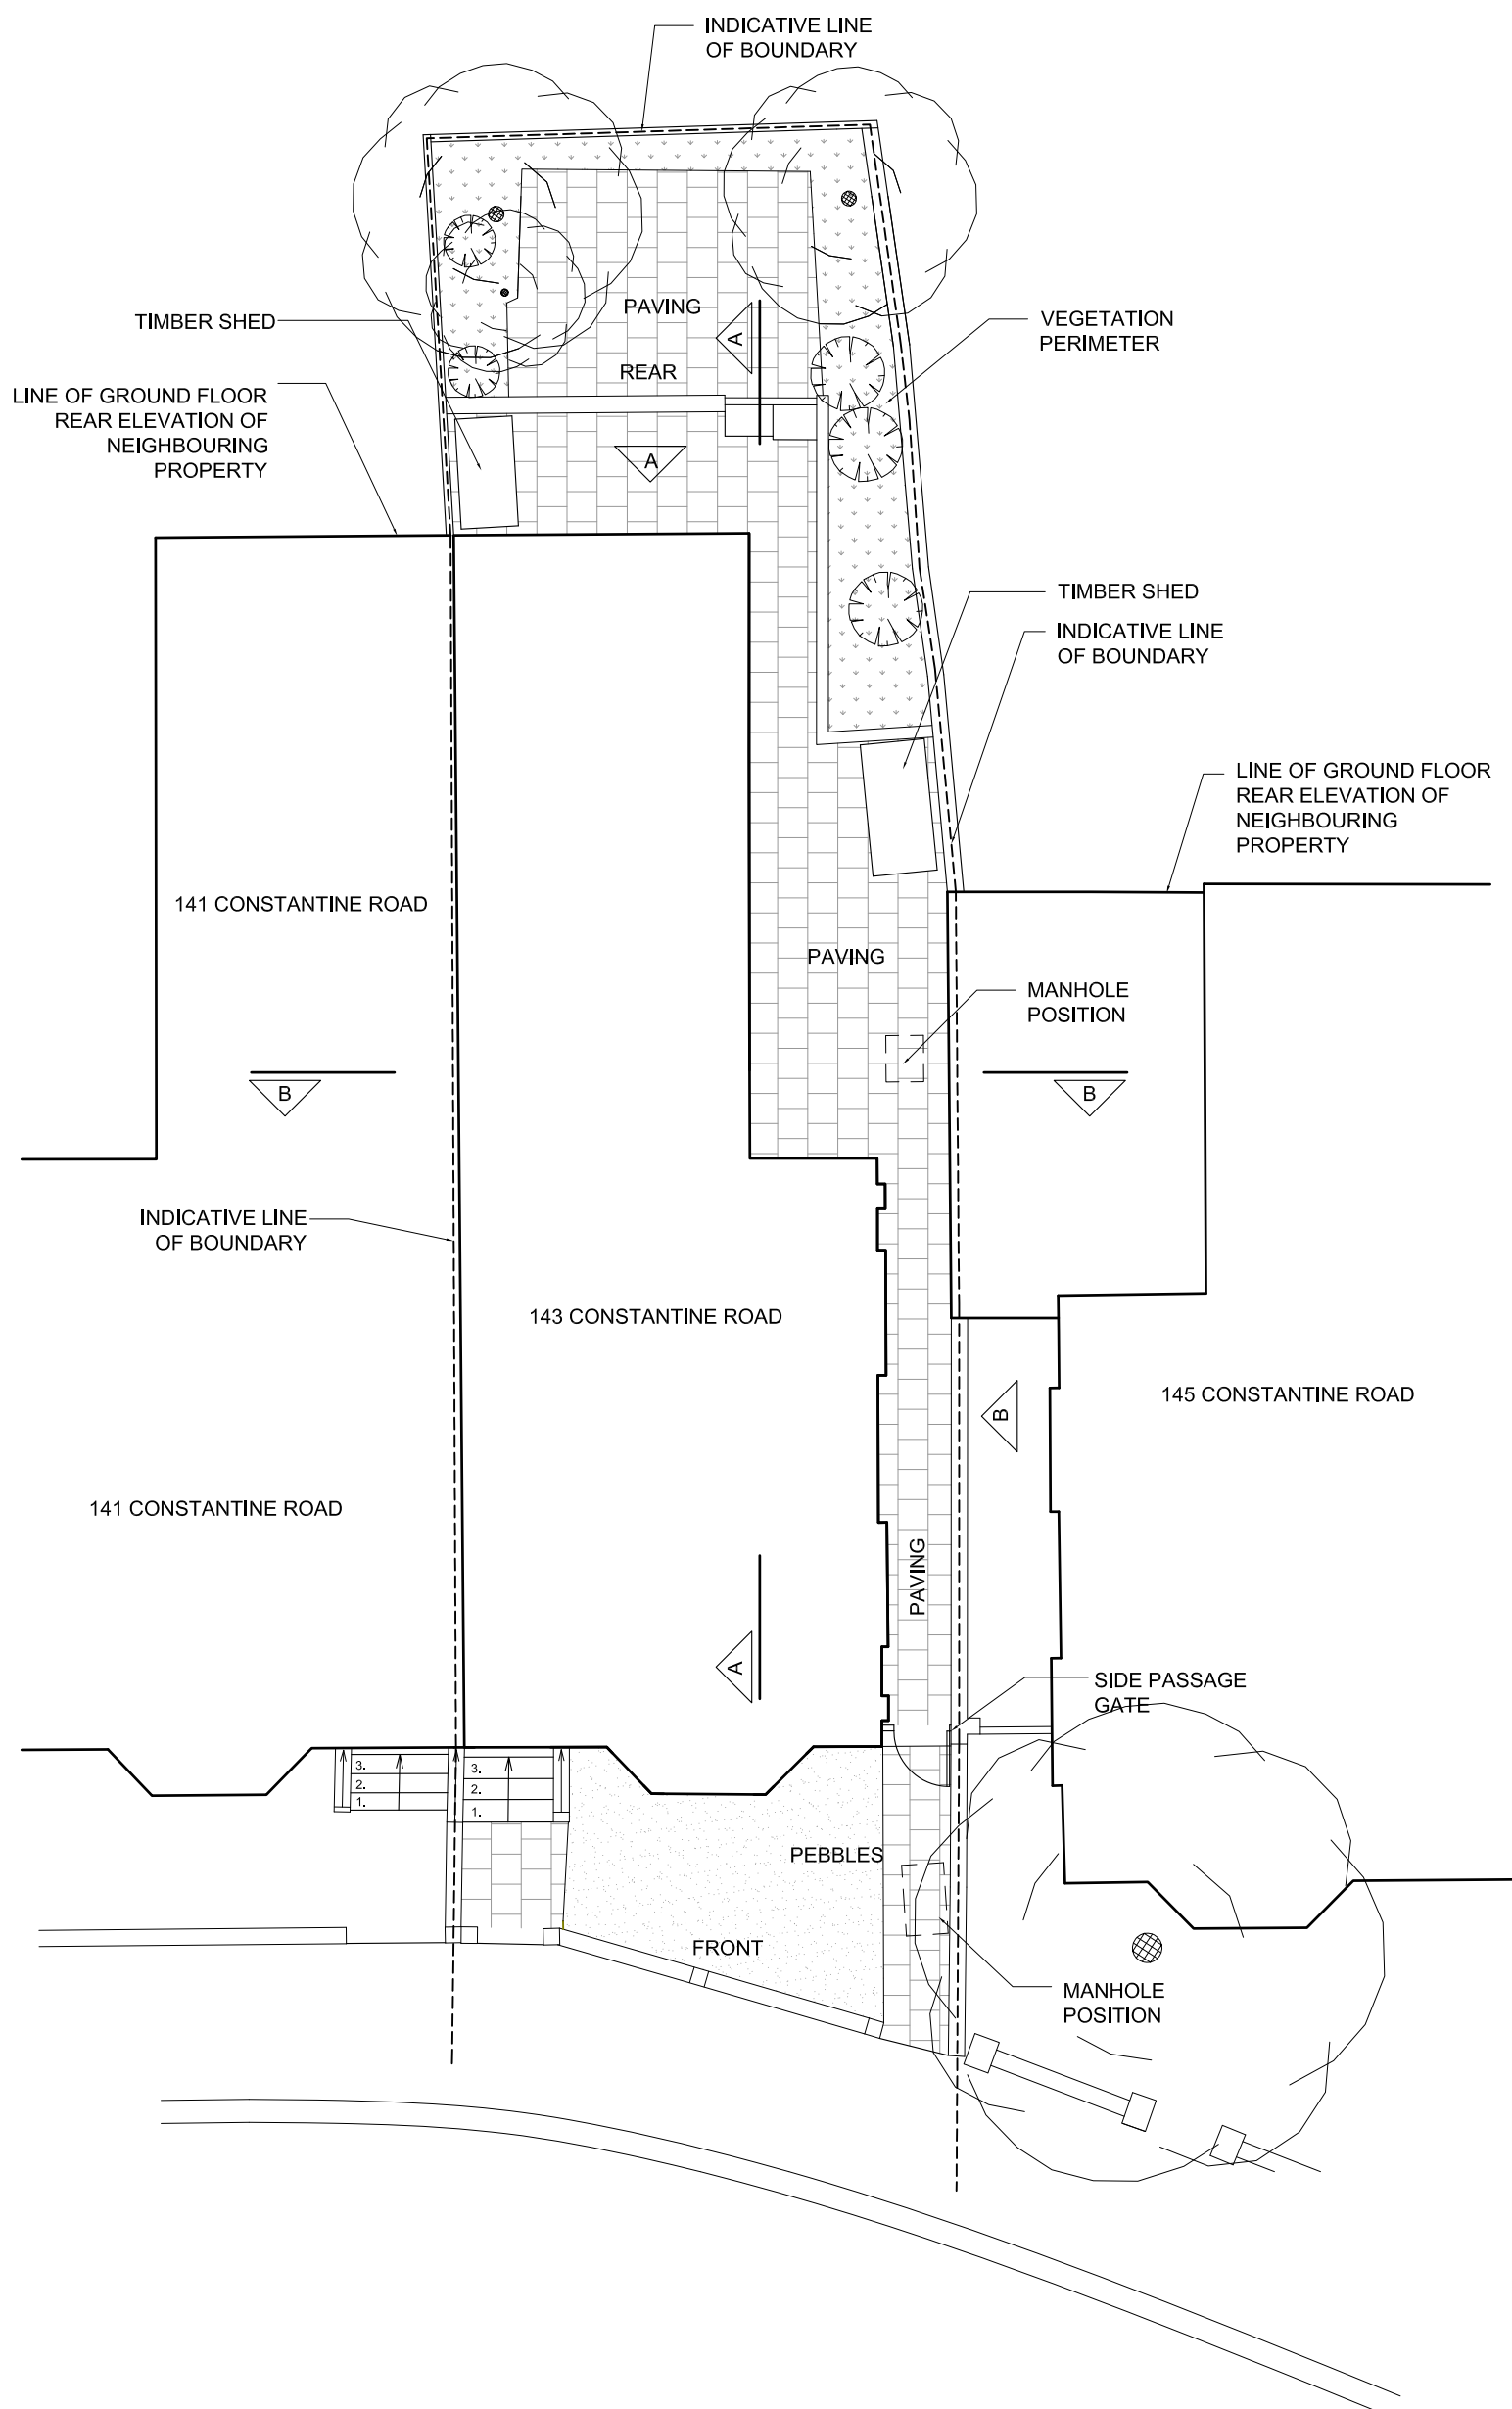 INDICATIVE LINE
OF BOUNDARY
TIMBER SHED
PAVING
A
VEGETATION
PERIMETER
REAR
LINE OF GROUND FLOOR
REAR ELEVATION OF
NEIGHBOURING
PROPERTY
A
TIMBER SHED
INDICATIVE LINE
OF BOUNDARY
LINE OF GROUND FLOOR
REAR ELEVATION OF
NEIGHBOURING
PROPERTY
141 CONSTANTINE ROAD
PAVING
MANHOLE
POSITION
B
B
INDICATIVE LINE
OF BOUNDARY
143 CONSTANTINE ROAD
145 CONSTANTINE ROAD
B
141 CONSTANTINE ROAD
PAVING
A
SIDE PASSAGE
GATE
3.
2.
1.
3.
2.
1.
PEBBLES
FRONT
MANHOLE
POSITION